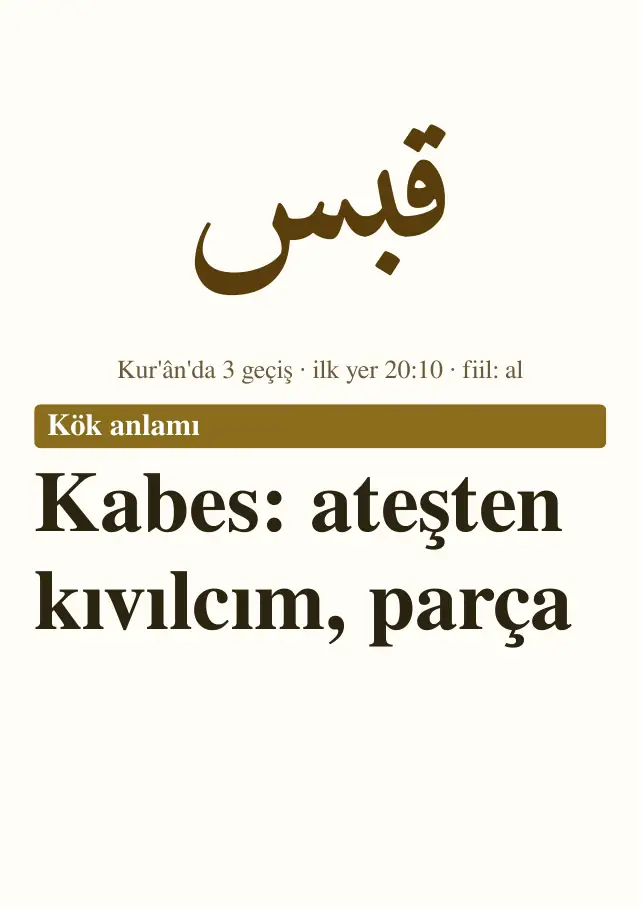 قبس
Kur'ân'da 3 geçiş · ilk yer 20:10 · fiil: al
Kök anlamı
Kabes: ateşten
kıvılcım, parça